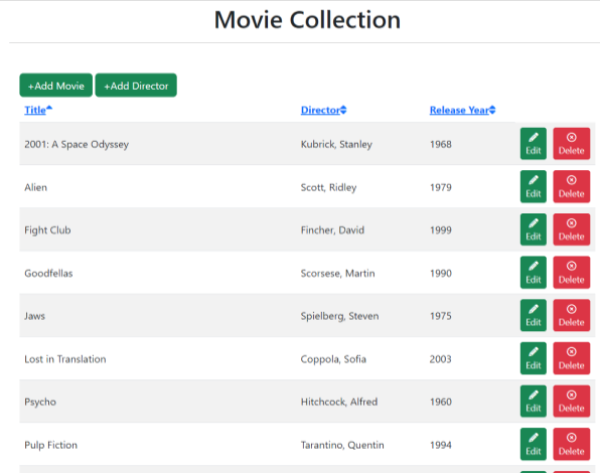 Movie Collection
+Add Movie +Add Director
Title Director Release Year
2001: A Space Odyssey Kubrick, Stanley 1968 Edit Delete
Alien Scott, Ridley 1979 Edit Delete
Fight Club Fincher, David 1999 Edit Delete
Goodfellas Scorsese, Martin 1990 Edit Delete
Jaws Spielberg, Steven 1975 Edit Delete
Lost in Translation Coppola, Sofia 2003 Edit Delete
Psycho Hitchcock, Alfred 1960 Edit Delete
Pulp Fiction Tarantino, Quentin 1994 Edit Delete